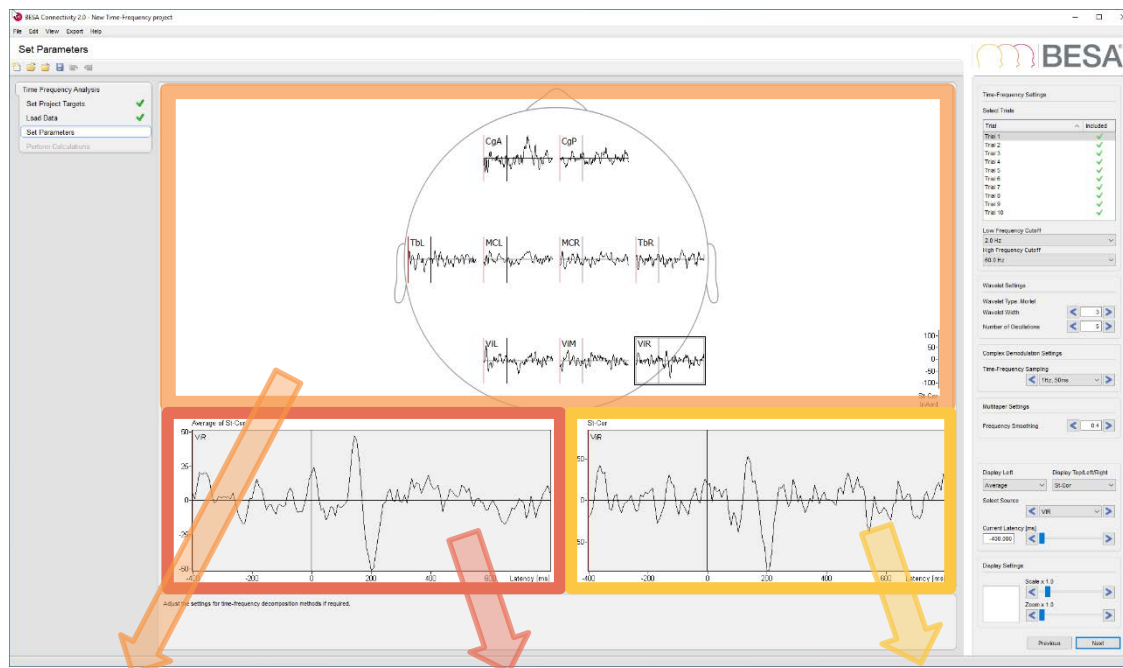 BESA Connectivity 2.0 - New Time-Frequency project
File Edit View Export Help
Set Parameters
BESA
Time Frequency Analysis
Set Project Targets
Load Data
Set Parameters
Perform Calculations
CgA CgP
TbL MCL MCR TbR
ViL ViM ViR
100-
50-
0-
-50-
-100-
St-Cor
Average of St-Cor
ViR
50-
25-
0-
-25-
-50
-400 -200 0 200 400 600 Latency [ms]
St-Cor
ViR
50-
0-
50-
-400 -200 0 200 400 600 Latency [ms]
Adjust the settings for time-frequency decomposition methods if required.
Time-Frequency Settings
Select Trials
Trial Included
Trial 1
Trial 2
Trial 3
Trial 4
Trial 5
Trial 6
Trial 7
Trial 8
Trial 9
Trial 10
Low Frequency Cutoff
2.0 Hz
High Frequency Cutoff
60.0 Hz
Wavelet Settings
Wavelet Type: Morlet
Wavelet Width 3
Number of Oscillations 5
Complex Demodulation Settings
Time-Frequency Sampling
1Hz, 50ms
Multitaper Settings
Frequency Smoothing 0.4
Display Left Display Top/Left/Right
Average St-Cor
Select Source
ViR
Current Latency [ms]
-400.000
Display Settings
Scale x 1.0
Zoom x 1.0
Previous Next